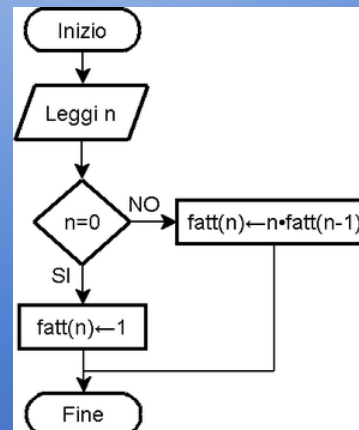 Inizio
Leggi n
n=0
NO
fatt(n)←n•fatt(n-1)
SI
fatt(n)←1
Fine